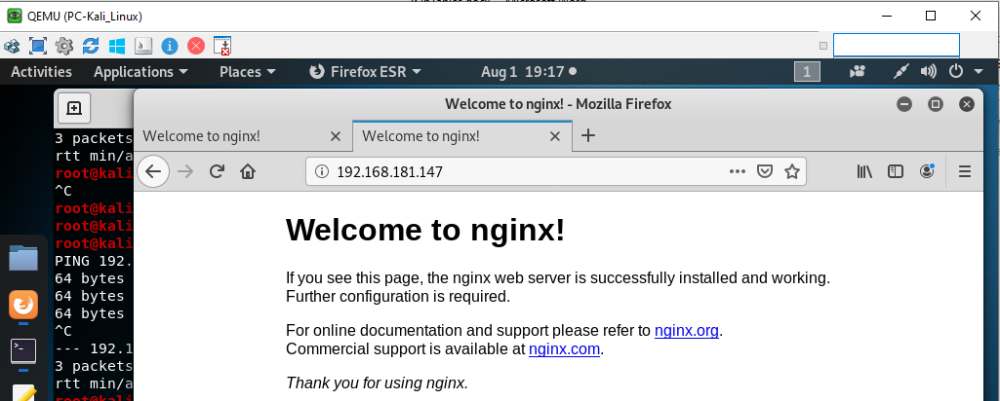 QEMU (PC-Kali_Linux)
Activities Applications Places Firefox ESR Aug 1 19:17 1
Welcome to nginx! - Mozilla Firefox
Welcome to nginx! Welcome to nginx!
192.168.181.147
3 packets
rtt min/a
root@kali
^C
root@kali
root@kali
root@kali
PING 192.
64 bytes
64 bytes
64 bytes
^C
--- 192.1
3 packets
rtt min/a
Welcome to nginx!
If you see this page, the nginx web server is successfully installed and working.
Further configuration is required.
For online documentation and support please refer to nginx.org.
Commercial support is available at nginx.com.
Thank you for using nginx.